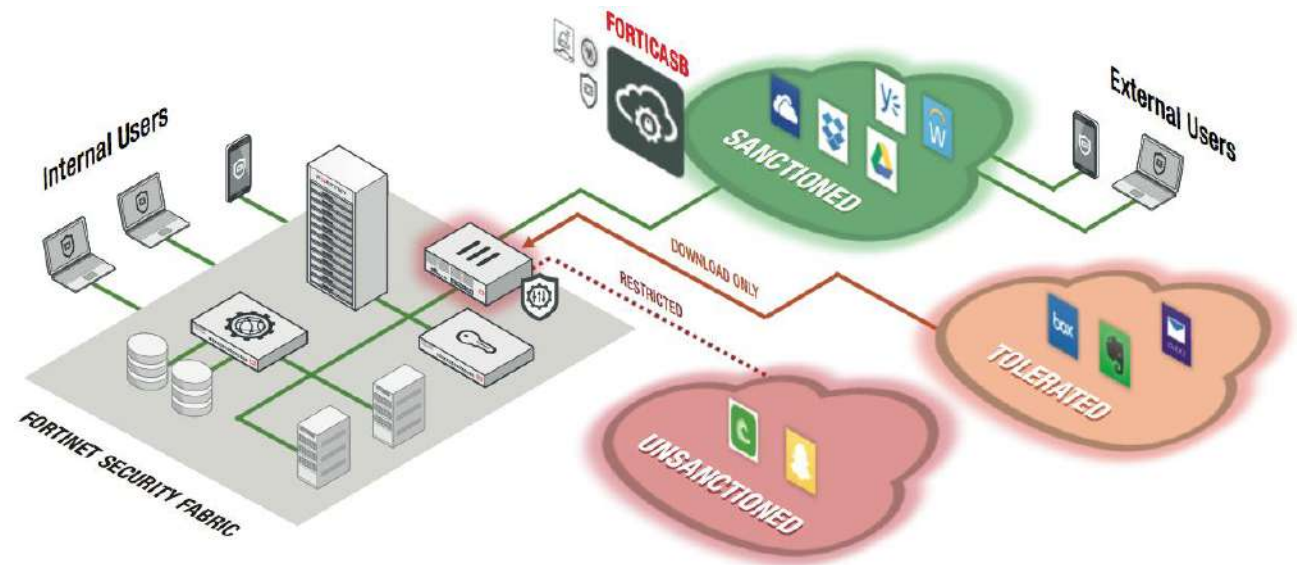 FORTICASB
Internal Users
External Users
SANCTIONED
W
DOWNLOAD ONLY
RESTRICTED
box
TOLERATED
UNSANCTIONED
FORTINET SECURITY FABRIC